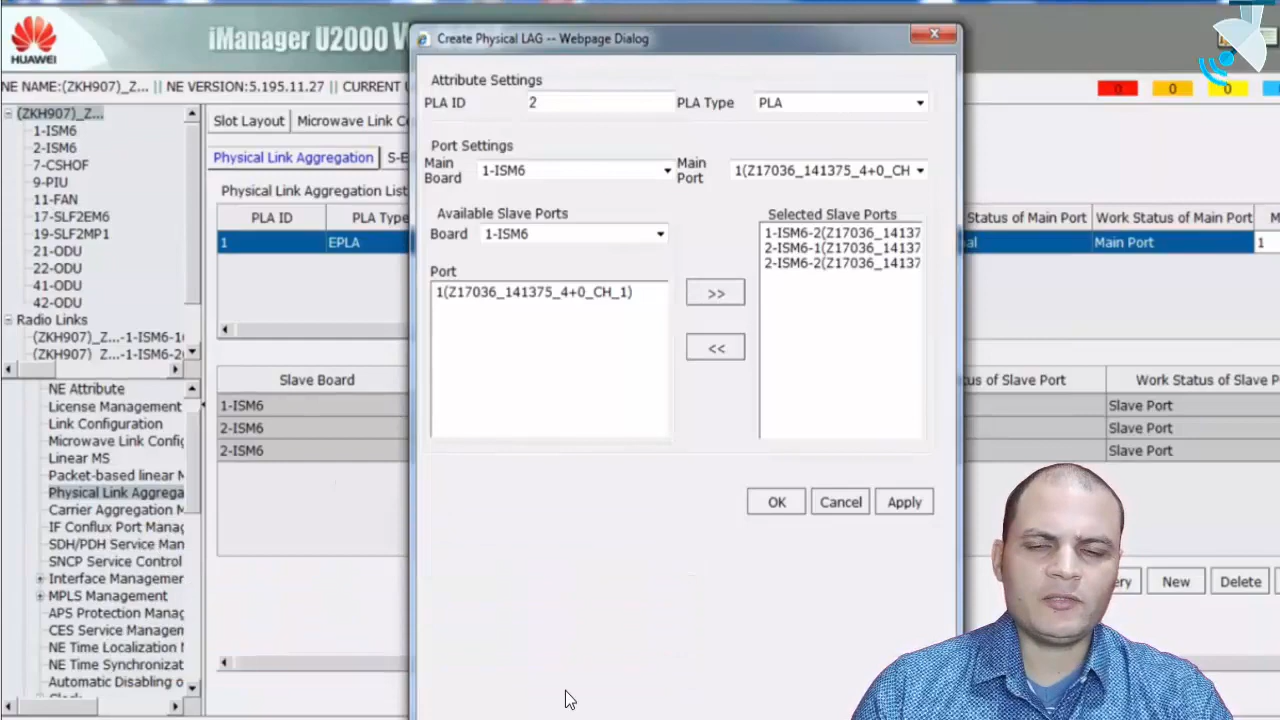 HUAWEI
iManager U2000 W
Create Physical LAG -- Webpage Dialog
NE NAME:(ZKH907)_Z... || NE VERSION:5.195.11.27 || CURRENT U
0
0
0
(ZKH907)_Z...
1-ISM6
2-ISM6
7-CSHOF
9-PIU
11-FAN
17-SLF2EM6
19-SLF2MP1
21-ODU
22-ODU
41-ODU
42-ODU
Radio Links
(ZKH907)_Z...-1-ISM6-1(
(ZKH907)_Z...-1-ISM6-2(
NE Attribute
License Management
Link Configuration
Microwave Link Config
Linear MS
Packet-based linear M
Physical Link Aggrega
Carrier Aggregation M
IF Conflux Port Manag
SDH/PDH Service Man
SNCP Service Control
Interface Managemen
MPLS Management
APS Protection Manag
CES Service Managem
NE Time Localization M
NE Time Synchronizat
Automatic Disabling o
Slot Layout
Microwave Link Co
Physical Link Aggregation
S-E
Physical Link Aggregation List
PLA ID
PLA Type
1
EPLA
Slave Board
1-ISM6
2-ISM6
2-ISM6
Attribute Settings
PLA ID
2
PLA Type
PLA
Port Settings
Main Board
1-ISM6
Main Port
1(Z17036_141375_4+0_CH
Available Slave Ports
Selected Slave Ports
Board
1-ISM6
Port
1(Z17036_141375_4+0_CH_1)
1-ISM6-2(Z17036_14137
2-ISM6-1(Z17036_14137
2-ISM6-2(Z17036_14137
>>
<<
OK
Cancel
Apply
Status of Main Port
Work Status of Main Port
al
Main Port
1
us of Slave Port
Work Status of Slave P
Slave Port
Slave Port
Slave Port
ery
New
Delete